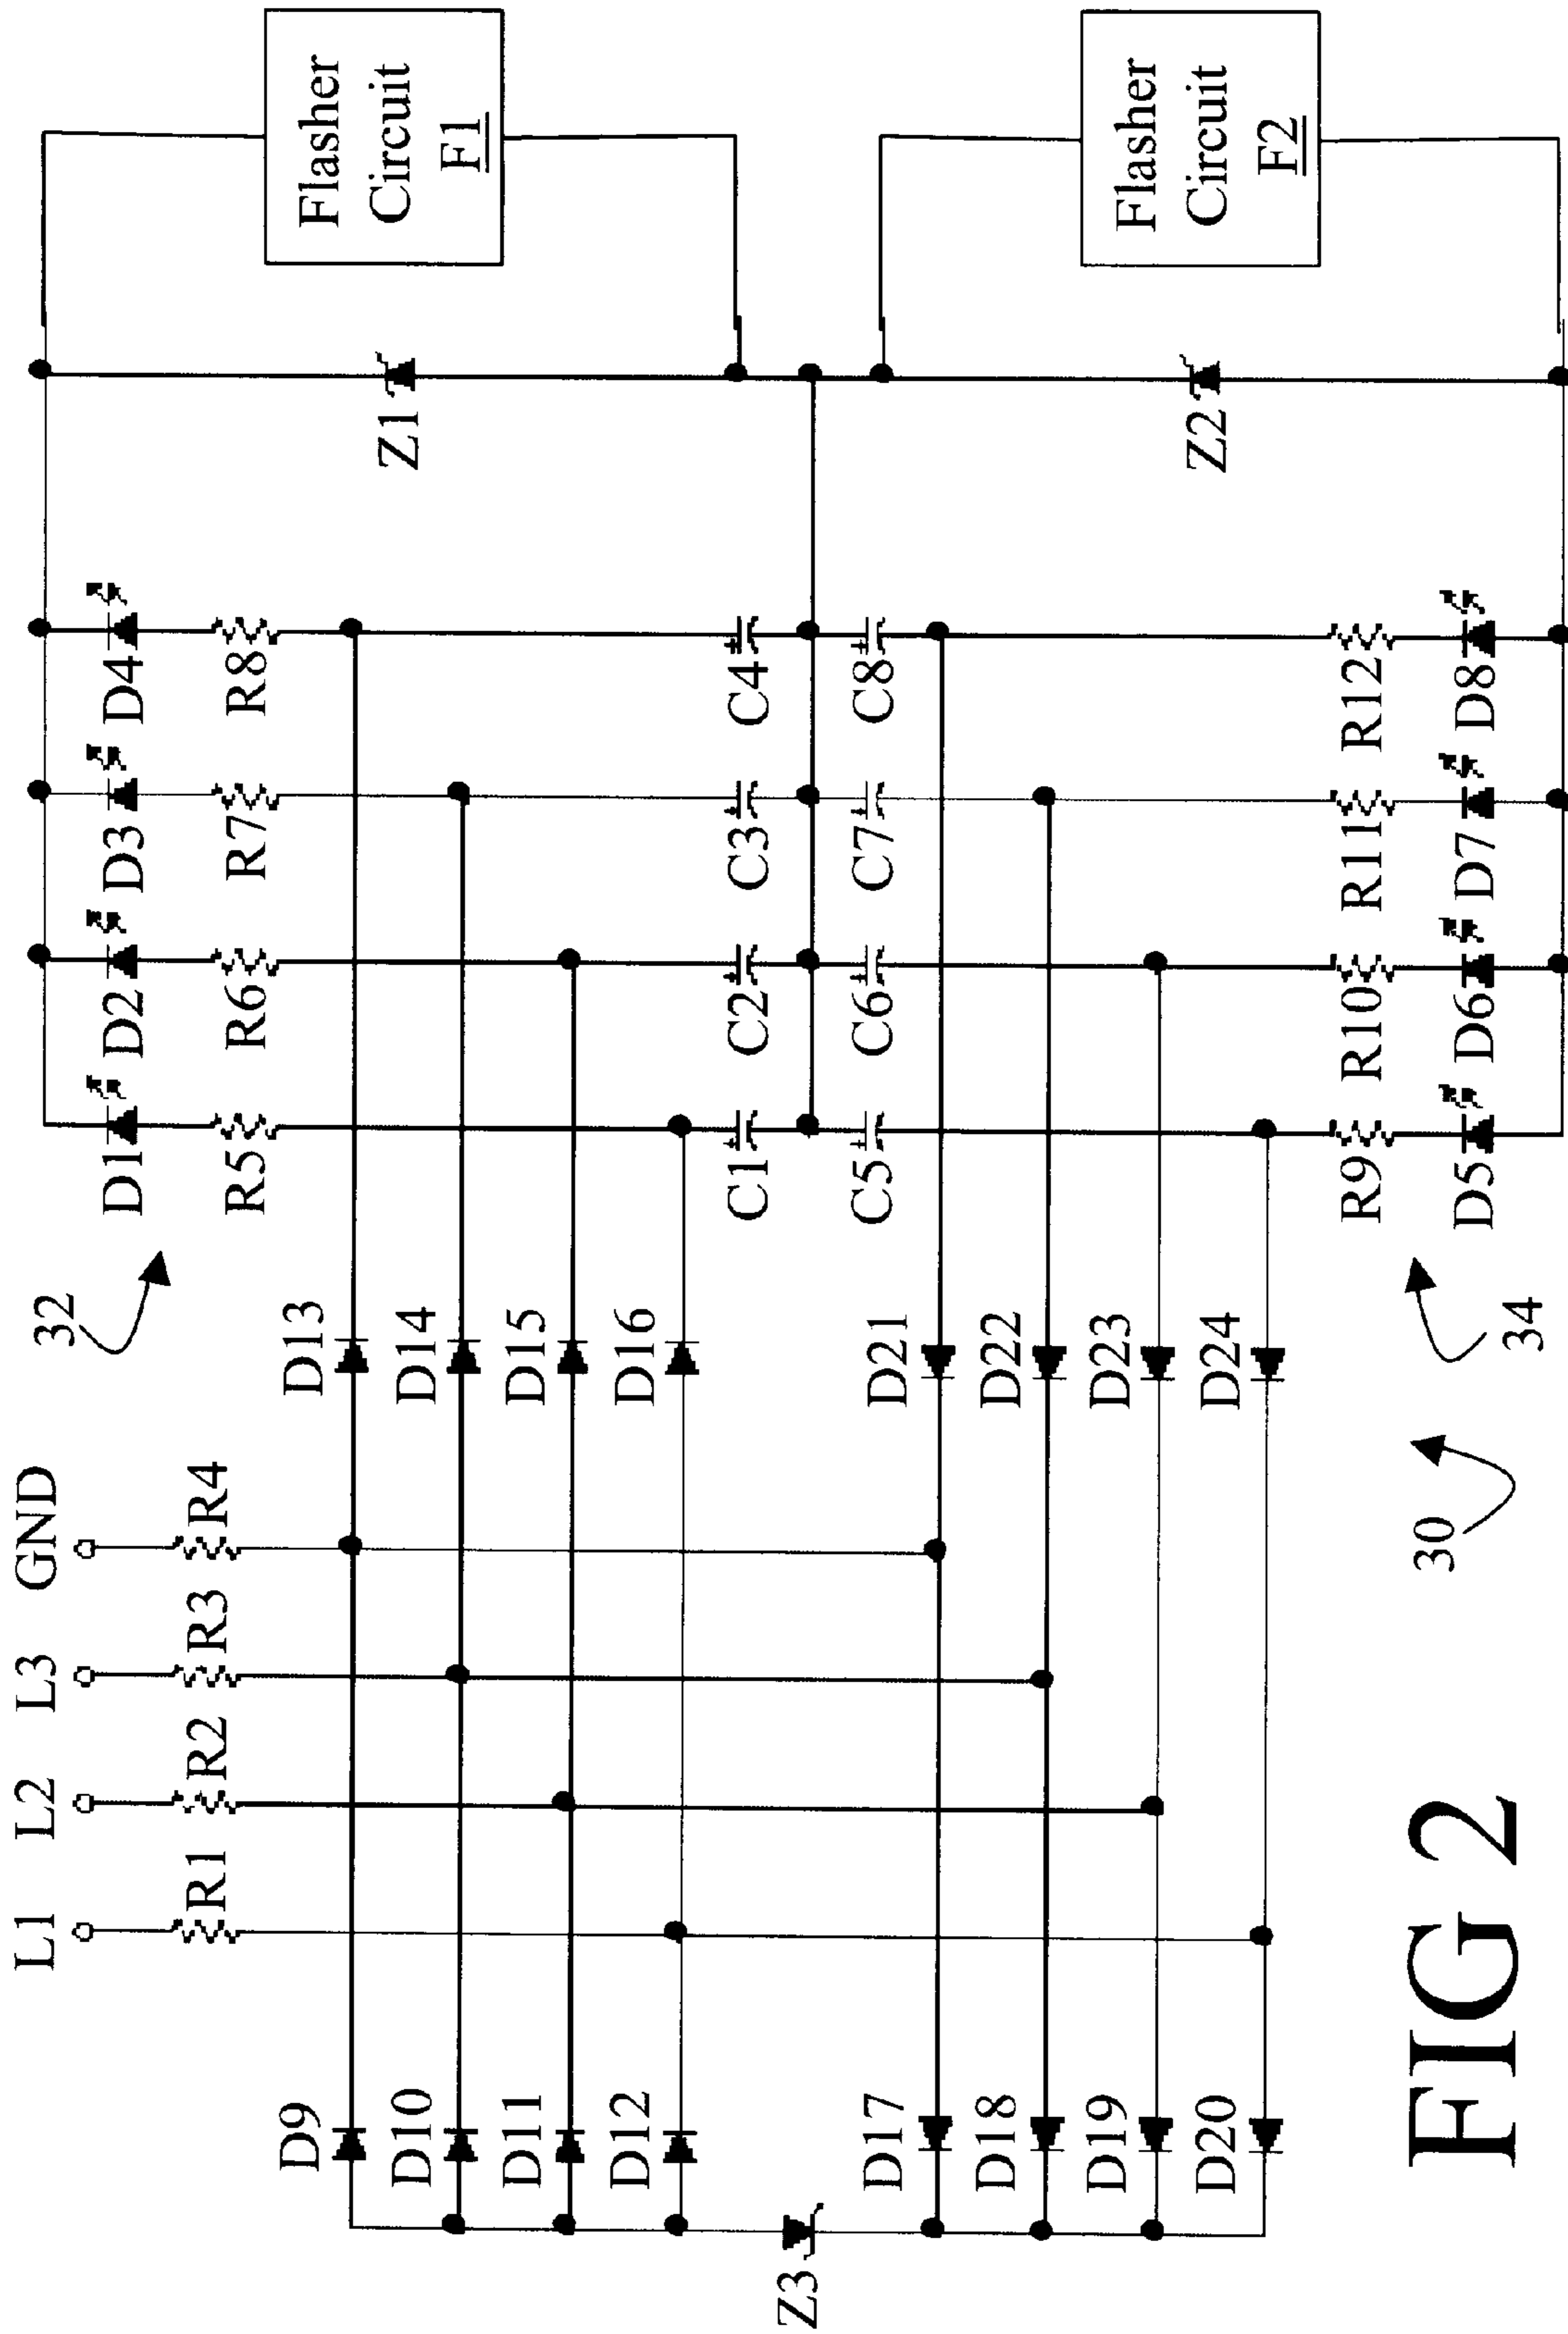 L1 L2 L3 GND
R1 R2 R3 R4
32
D1 D2 D3 D4
R5 R6 R7 R8
D9 D13
D10 D14
D11 D15
D12 D16
Z3
C1 C2 C3 C4
C5 C6 C7 C8
D17 D21
D18 D22
D19 D23
D20 D24
R9 R10 R11 R12
D5 D6 D7 D8
Z1
Z2
Flasher
Circuit
F1
Flasher
Circuit
F2
30
34
FIG 2